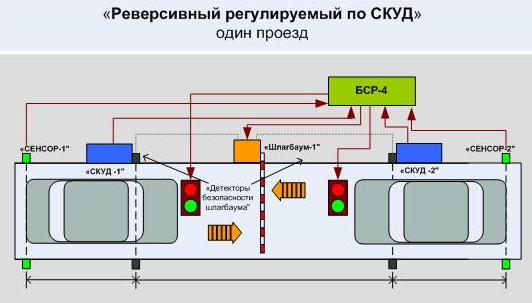 «Реверсивный регулируемый по СКУД»
один проезд
БСР-4
«СЕНСОР-1"
«Шлагбаум-1"
«СЕНСОР-2"
«СКУД -1"
«Детекторы
безопасности
шлагбаума"
«СКУД -2"